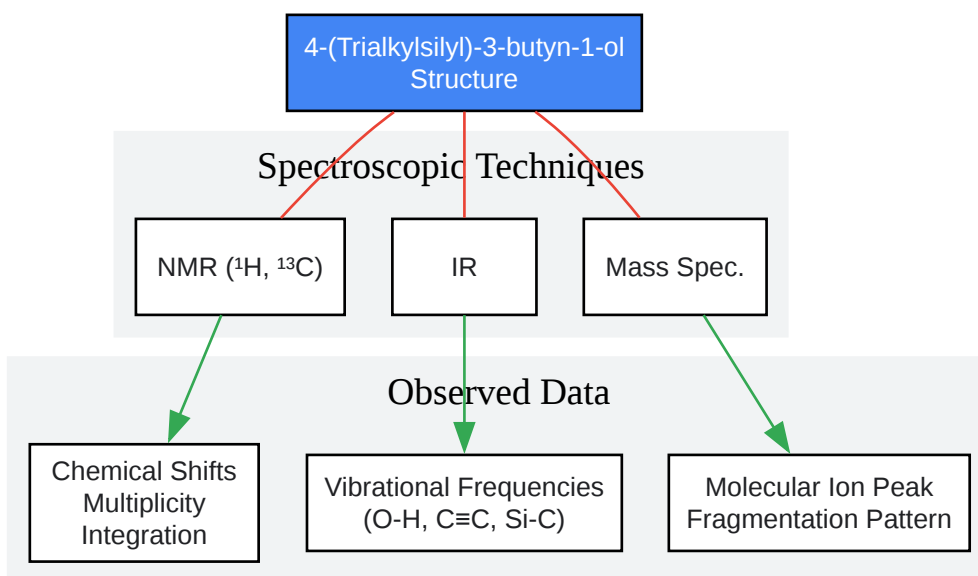 4-(Trialkylsilyl)-3-butyn-1-ol
Structure
Spectroscopic Techniques
NMR (¹H, ¹³C)
IR
Mass Spec.
Observed Data
Chemical Shifts
Multiplicity
Integration
Vibrational Frequencies
(O-H, C≡C, Si-C)
Molecular Ion Peak
Fragmentation Pattern